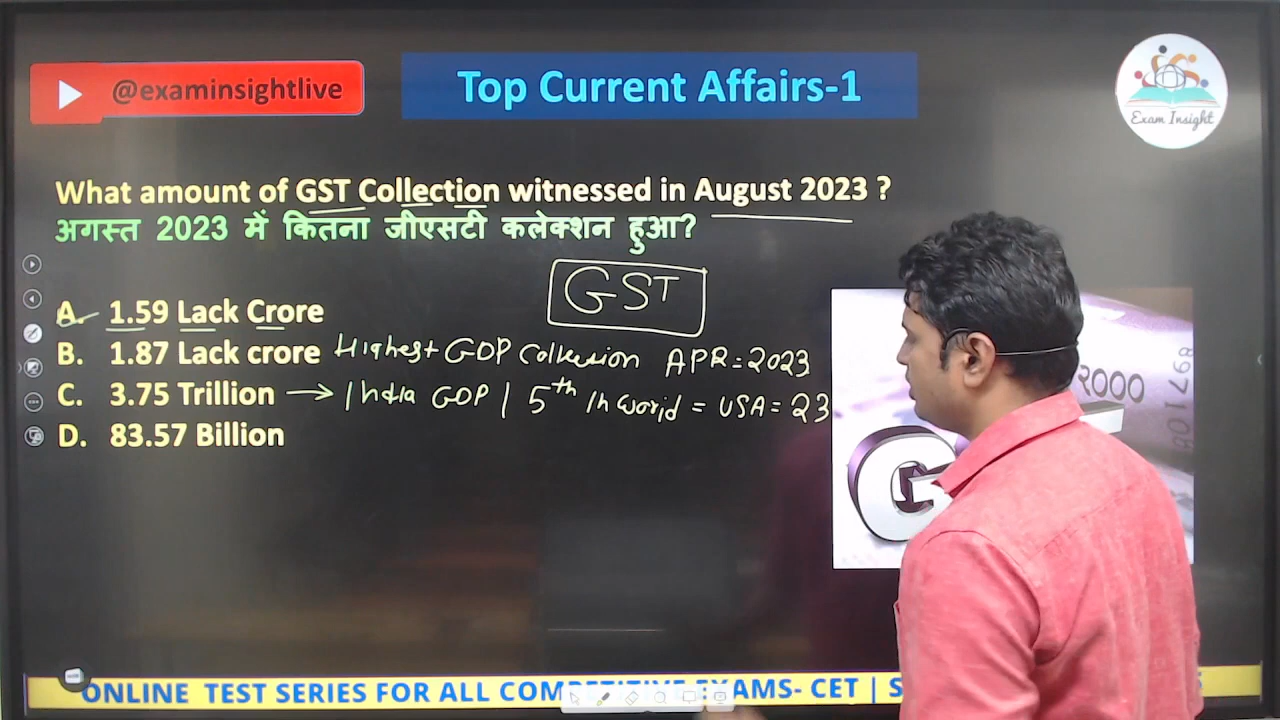 @examinsightlive
Top Current Affairs-1
Exam Insight
What amount of GST Collection witnessed in August 2023 ?
अगस्त 2023 में कितना जीएसटी कलेक्शन हुआ?
GST
A. 1.59 Lack Crore
B. 1.87 Lack crore Highest GDP Collection APR=2023
C. 3.75 Trillion → India GDP | 5th In World = USA = 23
D. 83.57 Billion
२000
ONLINE TEST SERIES FOR ALL COMPETITIVE EXAMS- CET | S